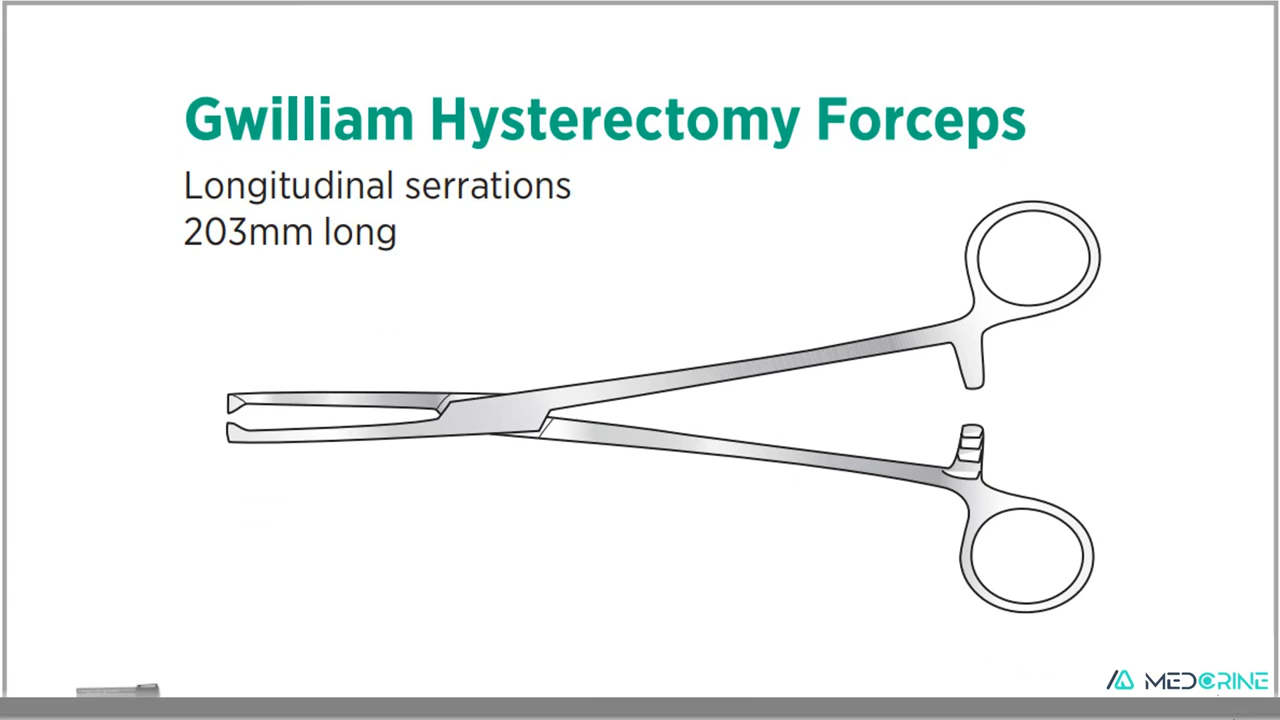 Gwilliam Hysterectomy Forceps
Longitudinal serrations
203mm long
MEDCRINE